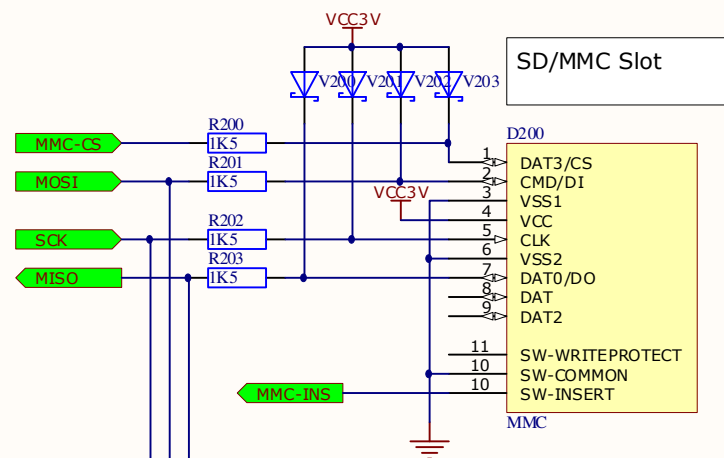 VCC3V
V200 V201 V202 V203
SD/MMC Slot
R200
MMC-CS 1K5
R201
MOSI 1K5
VCC3V
R202
SCK 1K5
R203
MISO 1K5
MMC-INS
D200
1 DAT3/CS
2 CMD/DI
3 VSS1
4 VCC
5 CLK
6 VSS2
7 DAT0/DO
8 DAT
9 DAT2
11 SW-WRITEPROTECT
10 SW-COMMON
10 SW-INSERT
MMC